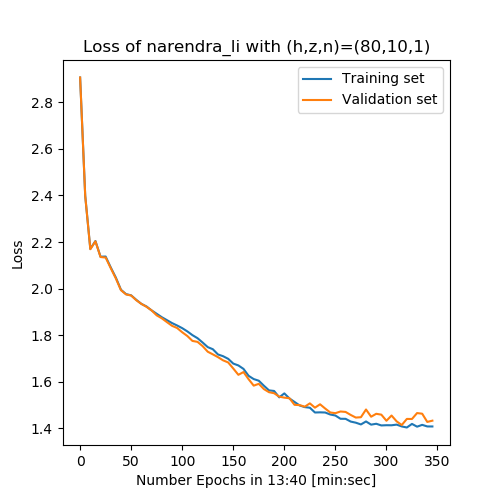 Loss of narendra_li with (h,z,n)=(80,10,1)
Training set
Validation set
2.8
2.6
2.4
2.2
2.0
1.8
1.6
1.4
Loss
0 50 100 150 200 250 300 350
Number Epochs in 13:40 [min:sec]